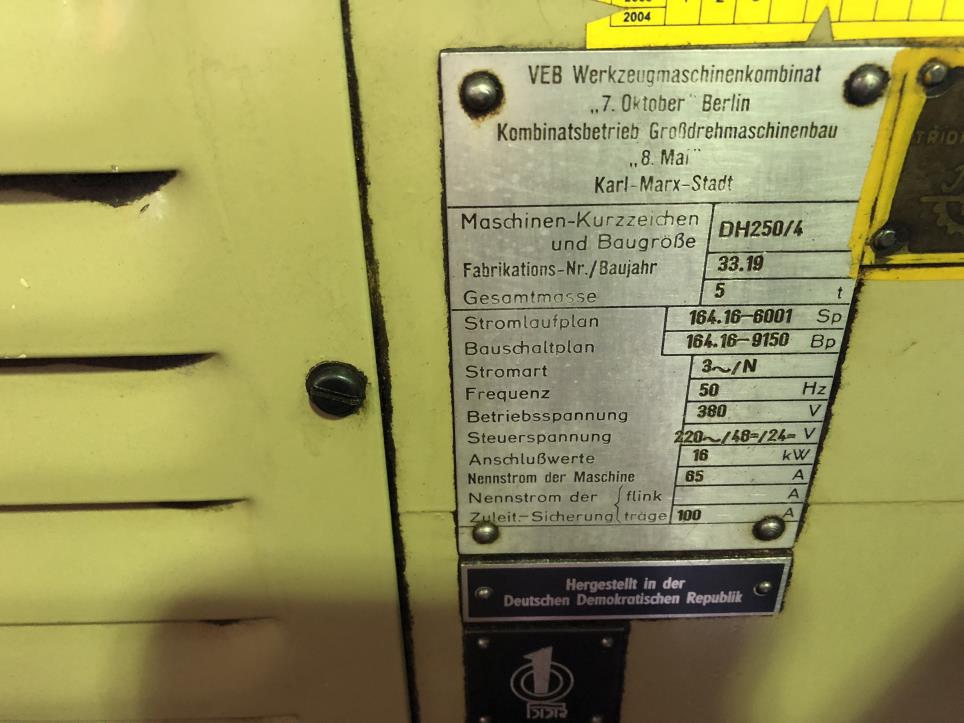 2004
VEB Werkzeugmaschinenkombinat
„7. Oktober" Berlin
Kombinatsbetrieb Großdrehmaschinenbau
„8. Mai"
Karl-Marx-Stadt
Maschinen-Kurzzeichen und Baugröße DH250/4
Fabrikations-Nr./Baujahr 33.19
Gesamtmasse 5 t
Stromlaufplan 164.16-6001 Sp
Bauschaltplan 164.16-9150 Bp
Stromart 3~/N
Frequenz 50 Hz
Betriebsspannung 380 V
Steuerspannung 220~/48=/24= V
Anschlußwerte 16 kW
Nennstrom der Maschine 65 A
Nennstrom der flink A
Zuleit.-Sicherung träge 100 A
Hergestellt in der
Deutschen Demokratischen Republik
1